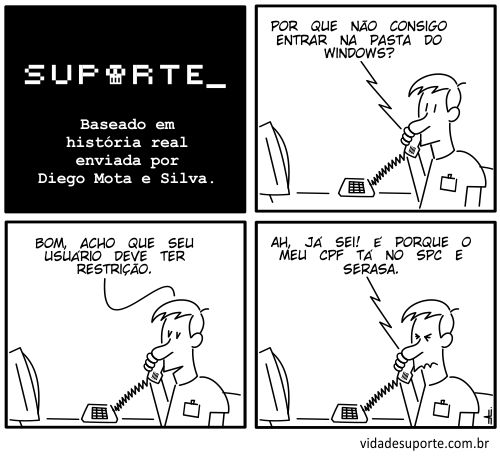 SUPORTE_
Baseado em
história real
enviada por
Diego Mota e Silva.
POR QUE NÃO CONSIGO
ENTRAR NA PASTA DO
WINDOWS?
BOM, ACHO QUE SEU
USUÁRIO DEVE TER
RESTRIÇÃO.
AH, JÁ SEI! É PORQUE O
MEU CPF TÁ NO SPC E
SERASA.
vidadesuporte.com.br